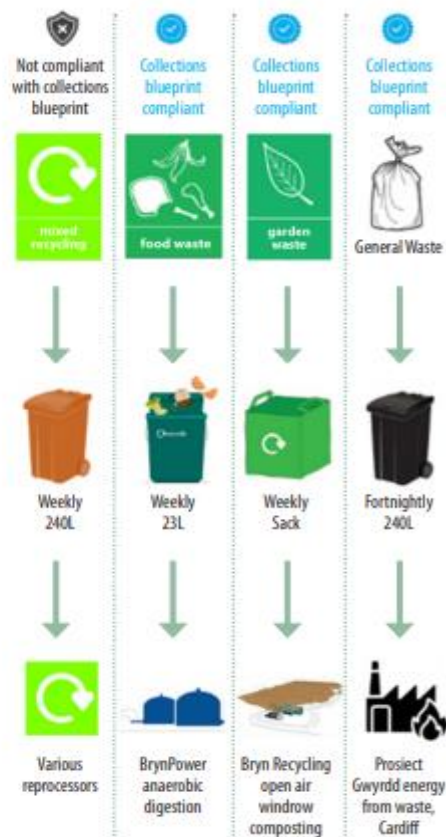 Not compliant
with collections
blueprint
Collections
blueprint
compliant
Collections
blueprint
compliant
Collections
blueprint
compliant
mixed
recycling
food waste
garden
waste
General Waste
Weekly
240L
Weekly
23L
Weekly
Sack
Fortnightly
240L
Various
reprocessors
BrynPower
anaerobic
digestion
Bryn Recycling
open air
windrow
composting
Prosiect
Gwyrdd energy
from waste,
Cardiff